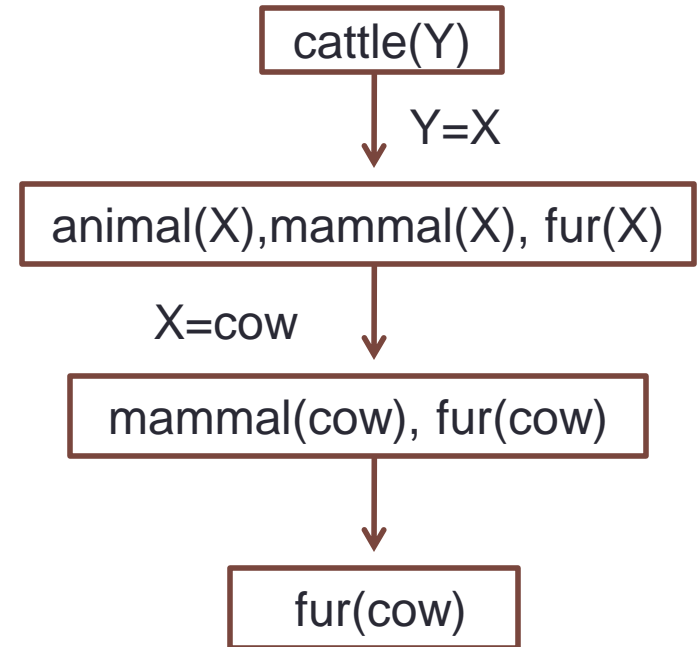 cattle(Y)
Y=X
animal(X),mammal(X), fur(X)
X=cow
mammal(cow), fur(cow)
fur(cow)